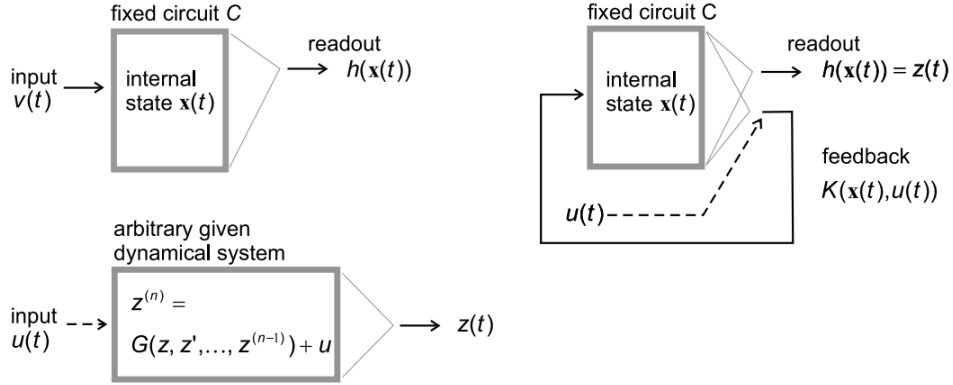 fixed circuit C
input
v(t)
internal
state x(t)
readout
h(x(t))
arbitrary given
dynamical system
input
u(t)
z⁽ⁿ⁾ =
G(z, z',..., z⁽ⁿ⁻¹⁾) + u
z(t)
fixed circuit C
internal
state x(t)
readout
h(x(t)) = z(t)
feedback
K(x(t),u(t))
u(t)